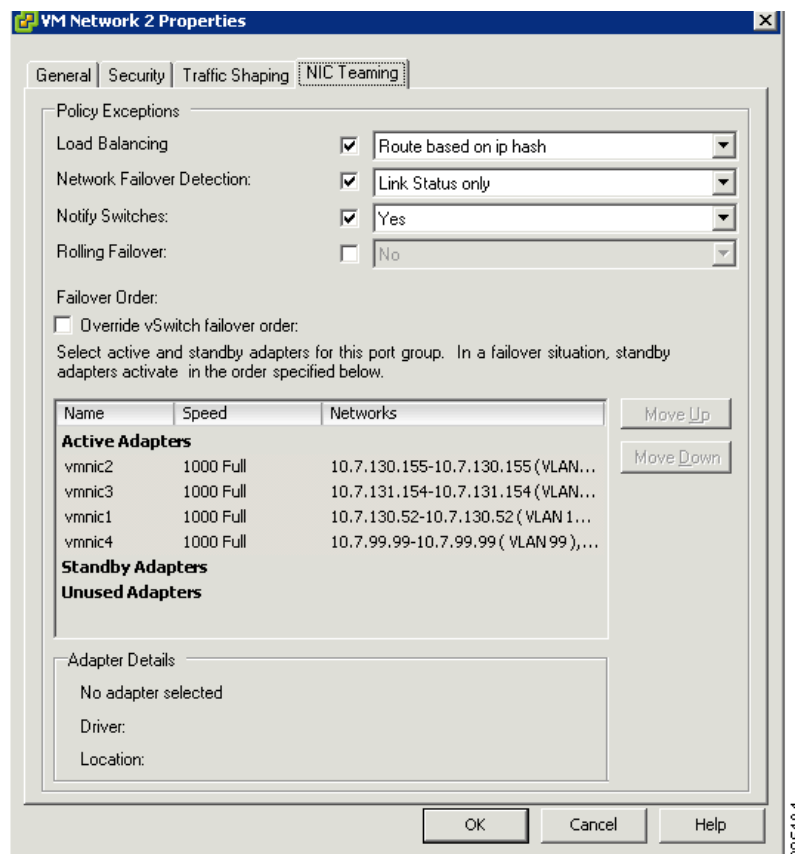 VM Network 2 Properties
General Security Traffic Shaping NIC Teaming
Policy Exceptions
Load Balancing Route based on ip hash
Network Failover Detection: Link Status only
Notify Switches: Yes
Rolling Failover: No
Failover Order:
Override vSwitch failover order:
Select active and standby adapters for this port group. In a failover situation, standby
adapters activate in the order specified below.
Name Speed Networks Move Up
Active Adapters
Move Down
vmnic2 1000 Full 10.7.130.155-10.7.130.155 (VLAN...
vmnic3 1000 Full 10.7.131.154-10.7.131.154 (VLAN...
vmnic1 1000 Full 10.7.130.52-10.7.130.52 ( VLAN 1...
vmnic4 1000 Full 10.7.99.99-10.7.99.99 ( VLAN 99 ),...
Standby Adapters
Unused Adapters
Adapter Details
No adapter selected
Driver:
Location:
OK Cancel Help